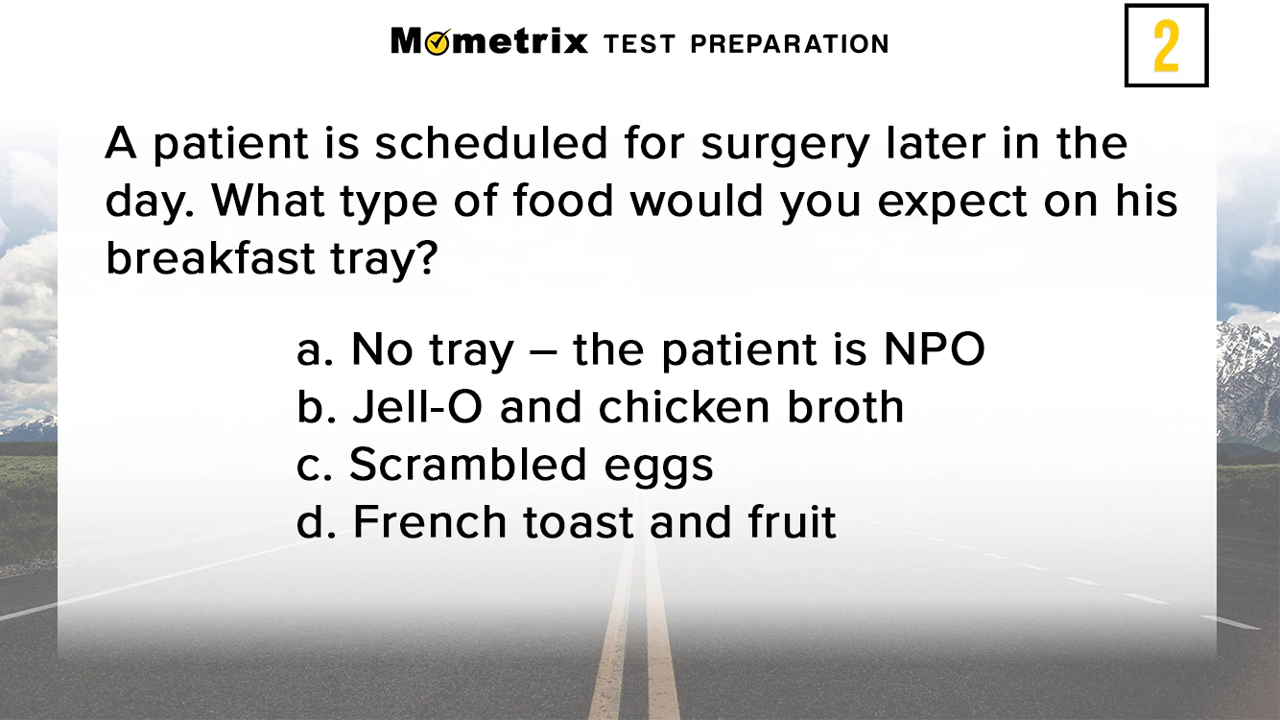 Mometrix TEST PREPARATION
2
A patient is scheduled for surgery later in the
day. What type of food would you expect on his
breakfast tray?
a. No tray – the patient is NPO
b. Jell-O and chicken broth
c. Scrambled eggs
d. French toast and fruit